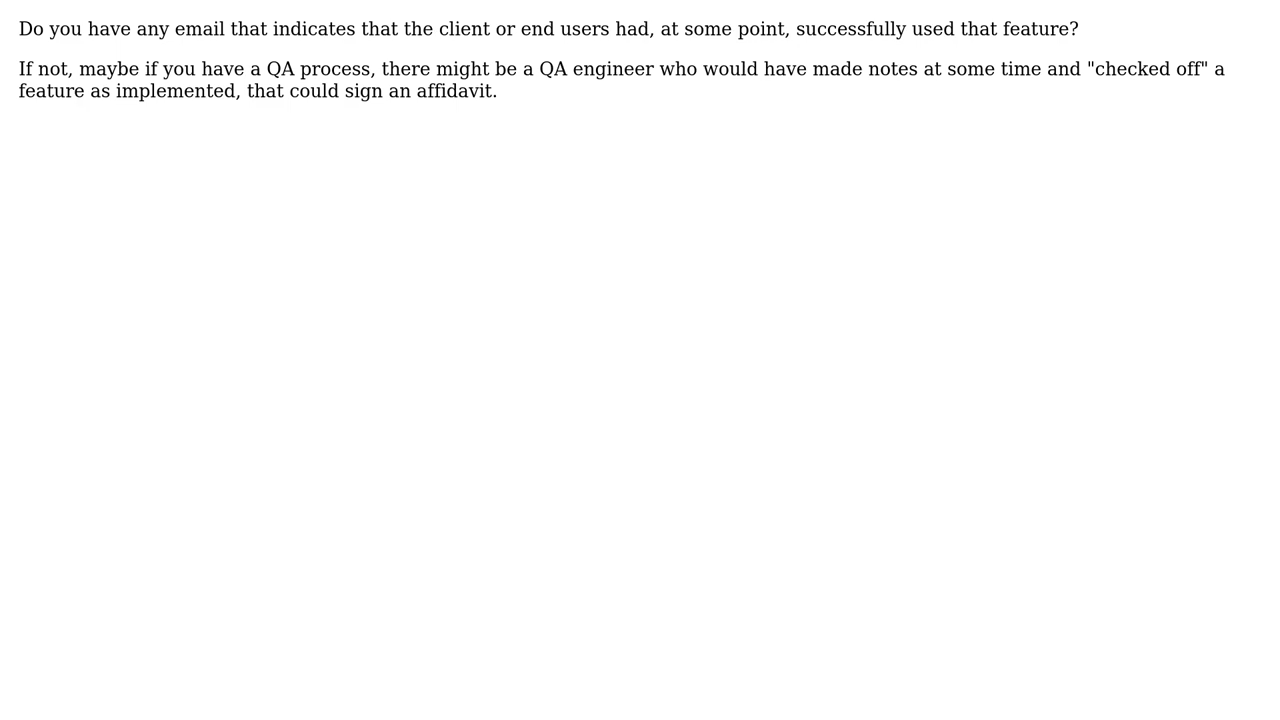 Do you have any email that indicates that the client or end users had, at some point, successfully used that feature?
If not, maybe if you have a QA process, there might be a QA engineer who would have made notes at some time and "checked off" a
feature as implemented, that could sign an affidavit.